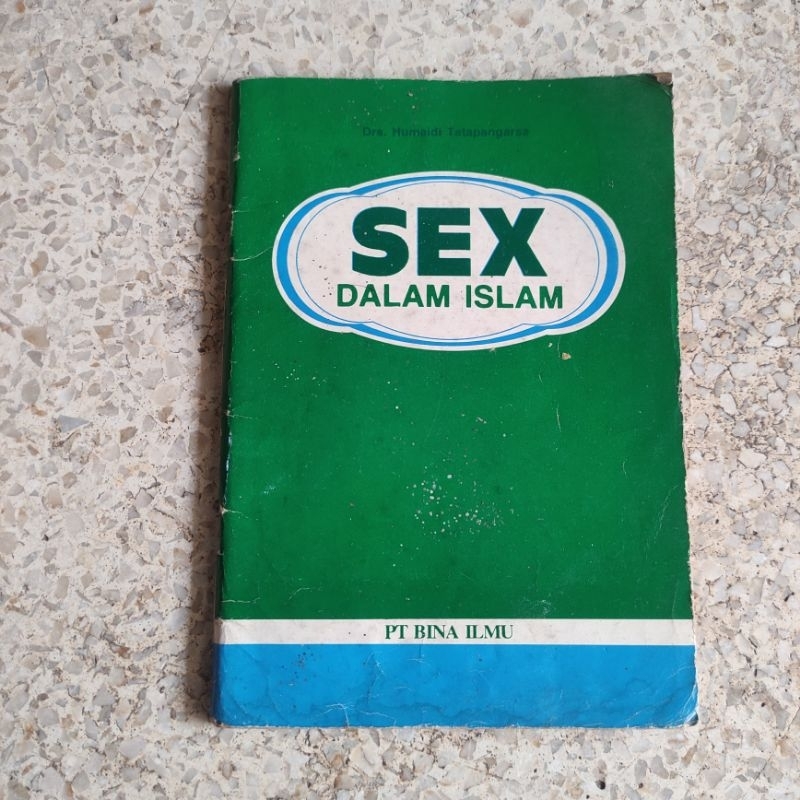 Drs. Humaidi Tatapangarsa
SEX
DALAM ISLAM
PT BINA ILMU